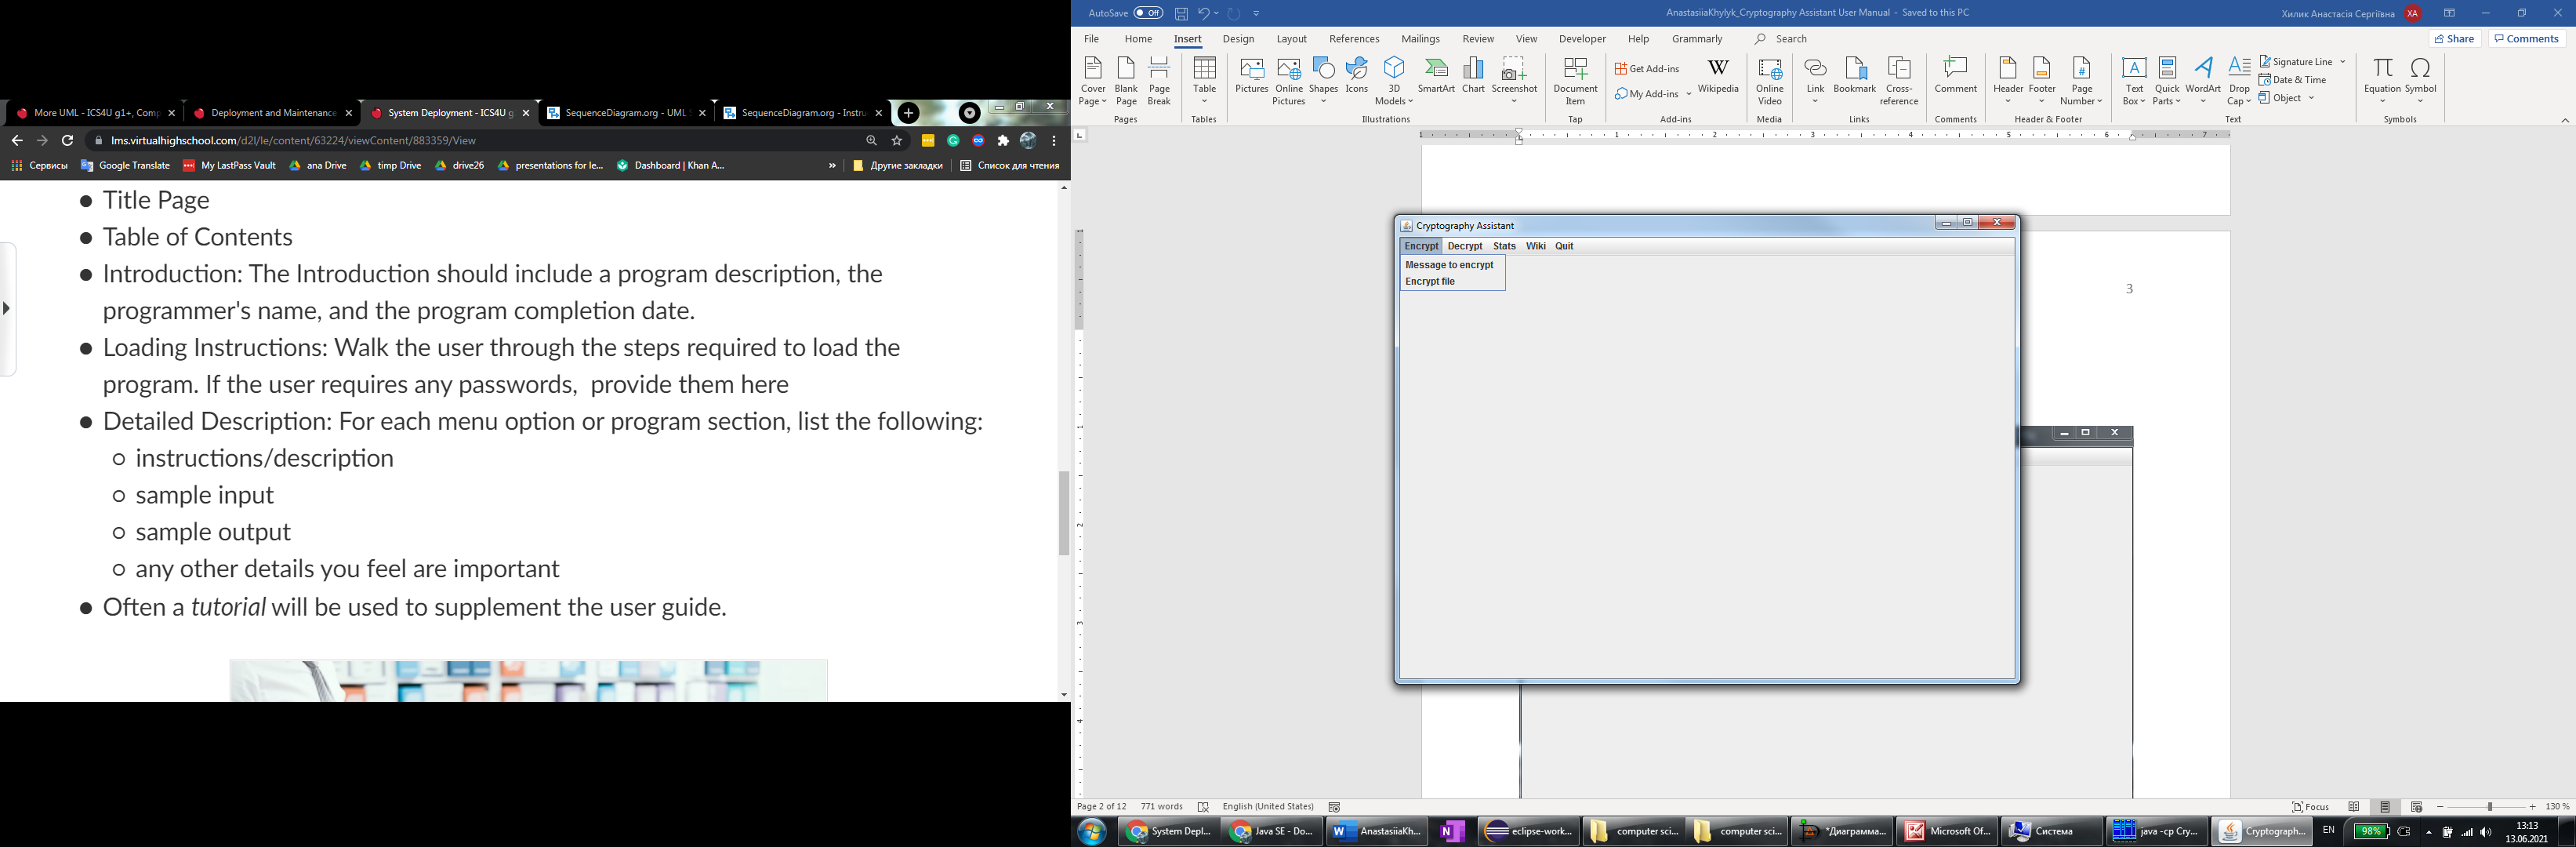 More UML - ICS4U g1+, Comp
Deployment and Maintenance
System Deployment - ICS4U g
SequenceDiagram.org - UML
SequenceDiagram.org - Instru
lms.virtualhighschool.com/d2l/le/content/63224/viewContent/883359/View
Сервисы Google Translate My LastPass Vault ana Drive timp Drive drive26 presentations for le... Dashboard | Khan A... » Другие закладки Список для чтения
Title Page
Table of Contents
Introduction: The Introduction should include a program description, the
programmer's name, and the program completion date.
Loading Instructions: Walk the user through the steps required to load the
program. If the user requires any passwords, provide them here
Detailed Description: For each menu option or program section, list the following:
instructions/description
sample input
sample output
any other details you feel are important
Often a tutorial will be used to supplement the user guide.
AutoSave Off AnastasiiaKhylyk_Cryptography Assistant User Manual - Saved to this PC Хилик Анастасія Сергіївна ХА
File Home Insert Design Layout References Mailings Review View Developer Help Grammarly Search Share Comments
Cover Page
Blank Page
Page Break
Table
Pictures
Online Pictures
Shapes
Icons
3D Models
SmartArt
Chart
Screenshot
Document Item
Get Add-ins
My Add-ins
Wikipedia
Online Video
Link
Bookmark
Cross-reference
Comment
Header
Footer
Page Number
Text Box
Quick Parts
WordArt
Drop Cap
Signature Line
Date & Time
Object
Equation
Symbol
Pages Tables Illustrations Tap Add-ins Media Links Comments Header & Footer Text Symbols
1 1 2 3 4 5 6 7
Cryptography Assistant
Encrypt Decrypt Stats Wiki Quit
Message to encrypt
Encrypt file
3
1
2
3
4
Page 2 of 12 771 words English (United States) Focus 130 %
System Depl... Java SE - Do... AnastasiiaKh... eclipse-work... computer sci... computer sci... *Диаграмма... Microsoft Of... Система java -cp Cry... Cryptograph... EN 98% 13:13
13.06.2021